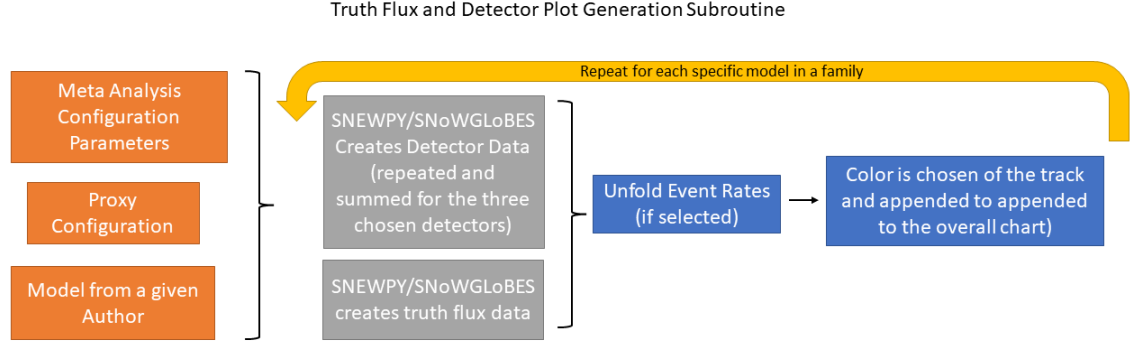 Truth Flux and Detector Plot Generation Subroutine
Repeat for each specific model in a family
Meta Analysis
Configuration
Parameters
Proxy
Configuration
Model from a given
Author
SNEWPY/SNoWGLoBES
Creates Detector Data
(repeated and
summed for the three
chosen detectors)
SNEWPY/SNoWGLoBES
creates truth flux data
Unfold Event Rates
(if selected)
Color is chosen of the track
and appended to appended
to the overall chart)